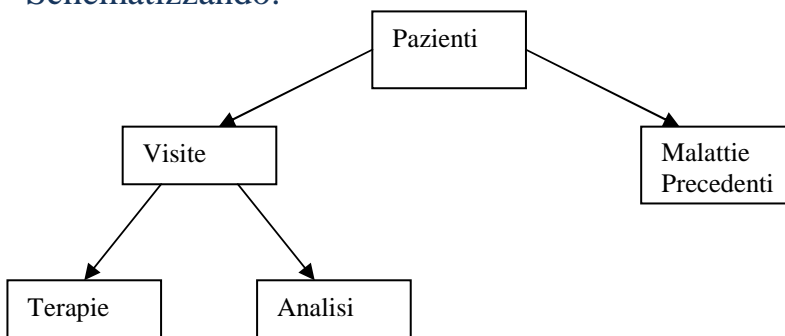 Schematizzando:
Pazienti
Visite
Malattie
Precedenti
Terapie
Analisi